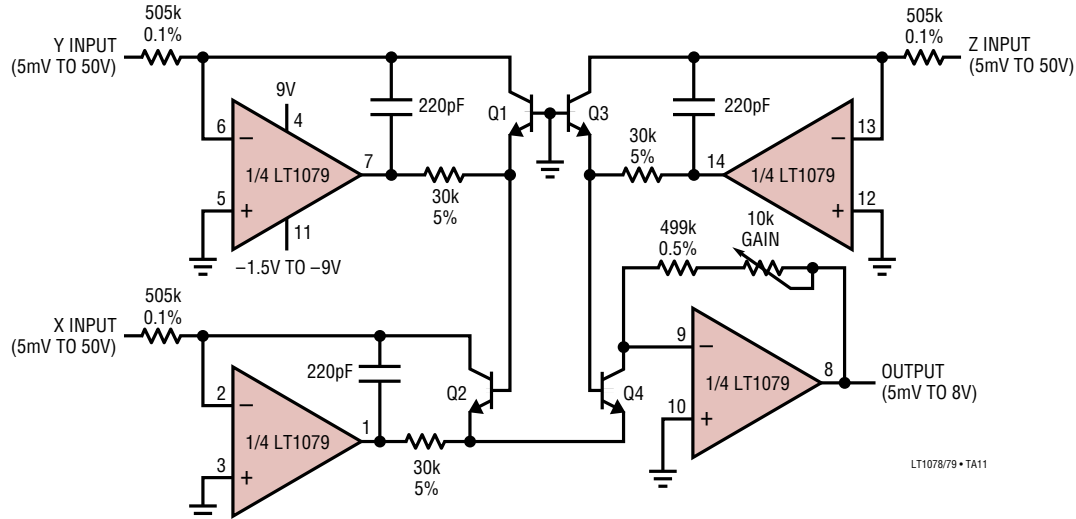 505k
0.1%
Y INPUT
(5mV TO 50V)
9V
4
6
−
1/4 LT1079
7
5
+
11
−1.5V TO −9V
220pF
30k
5%
Q1
Q3
30k
5%
220pF
505k
0.1%
Z INPUT
(5mV TO 50V)
13
−
14
1/4 LT1079
12
+
505k
0.1%
X INPUT
(5mV TO 50V)
2
−
1/4 LT1079
1
3
+
220pF
30k
5%
Q2
Q4
499k
0.5%
10k
GAIN
9
−
1/4 LT1079
8
10
+
OUTPUT
(5mV TO 8V)
LT1078/79 • TA11